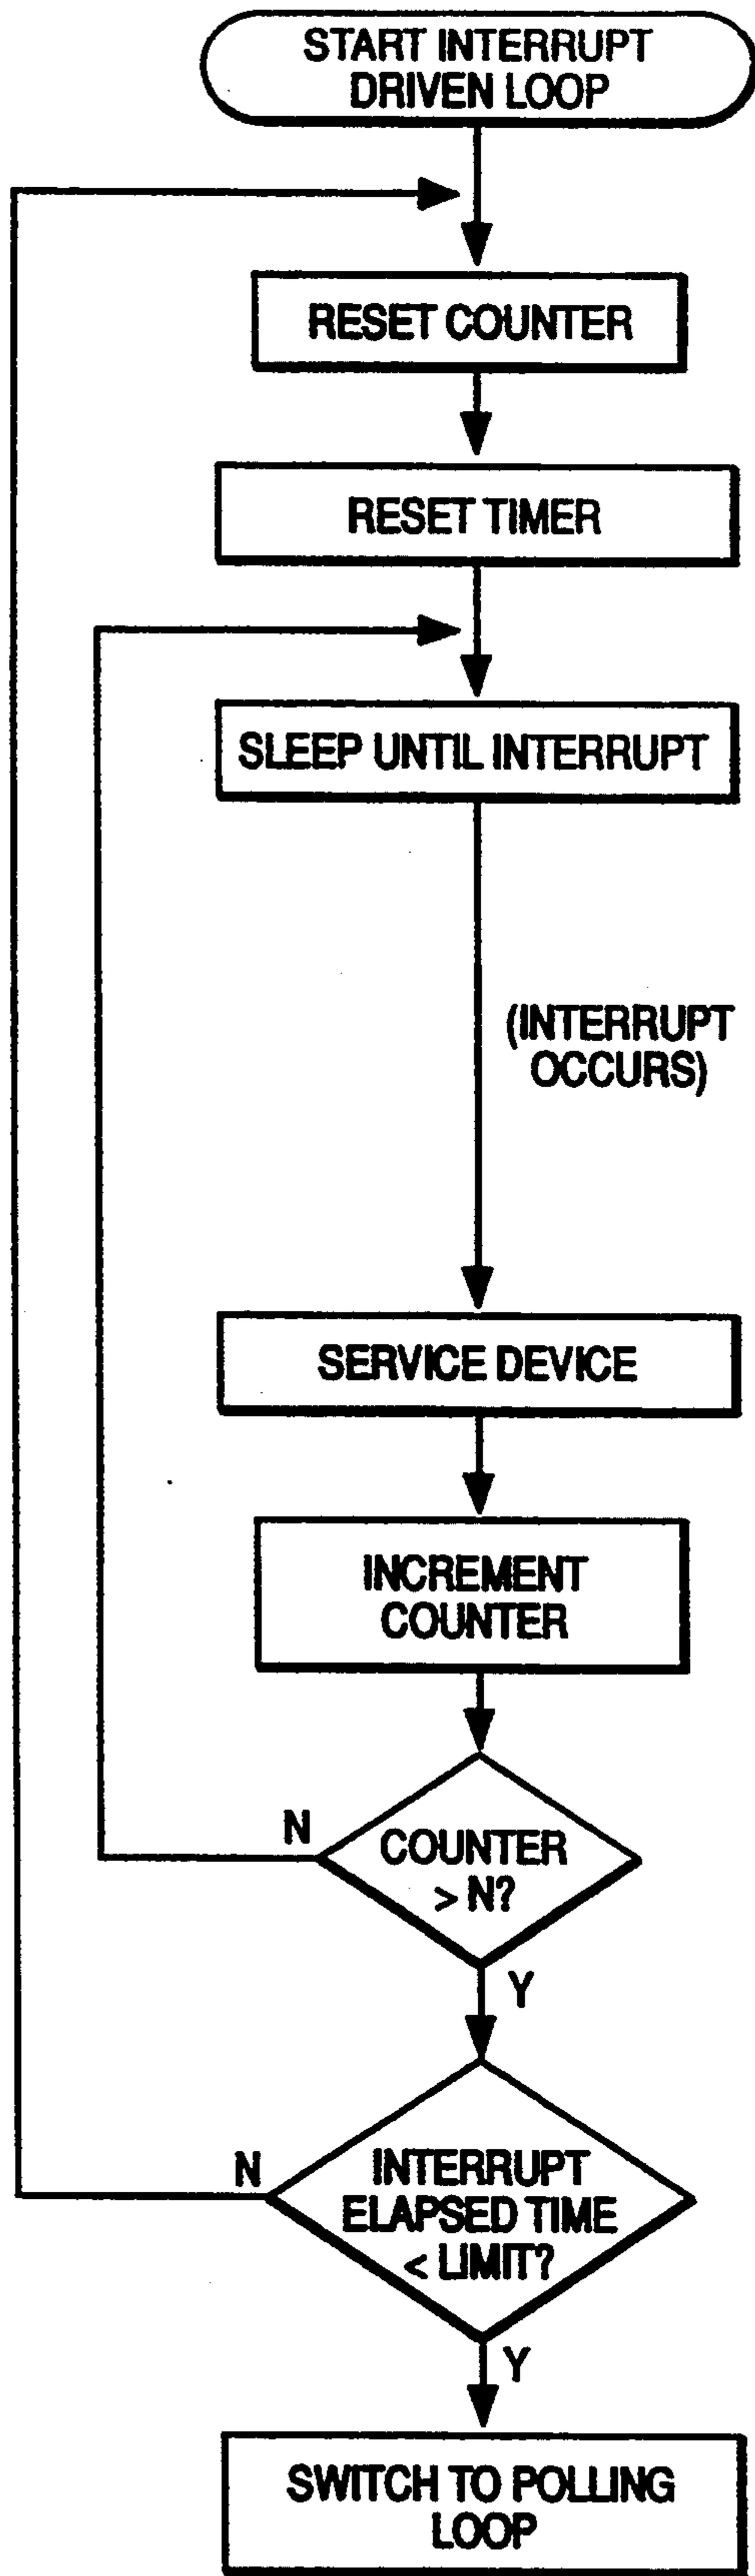 START INTERRUPT
DRIVEN LOOP
RESET COUNTER
RESET TIMER
SLEEP UNTIL INTERRUPT
(INTERRUPT
OCCURS)
SERVICE DEVICE
INCREMENT
COUNTER
N
COUNTER
> N?
Y
N
INTERRUPT
ELAPSED TIME
< LIMIT?
Y
SWITCH TO POLLING
LOOP